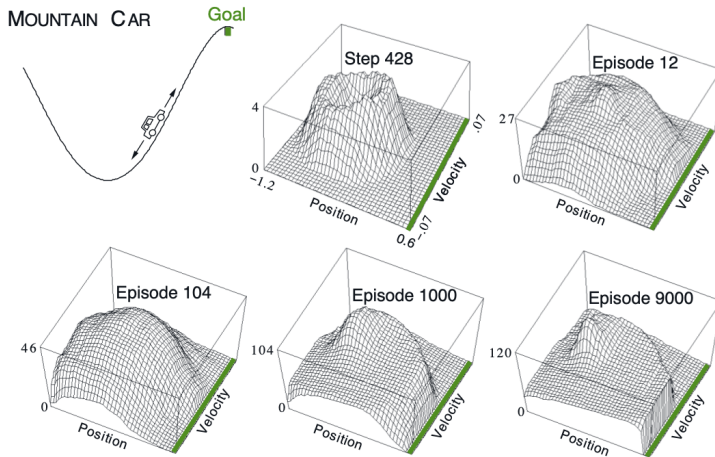 MOUNTAIN CAR
Goal
Step 428
4
0
-1.2
Position
0.6
-.07
Velocity
.07
Episode 12
27
0
Position
Velocity
Episode 104
46
0
Position
Velocity
Episode 1000
104
0
Position
Velocity
Episode 9000
120
0
Position
Velocity